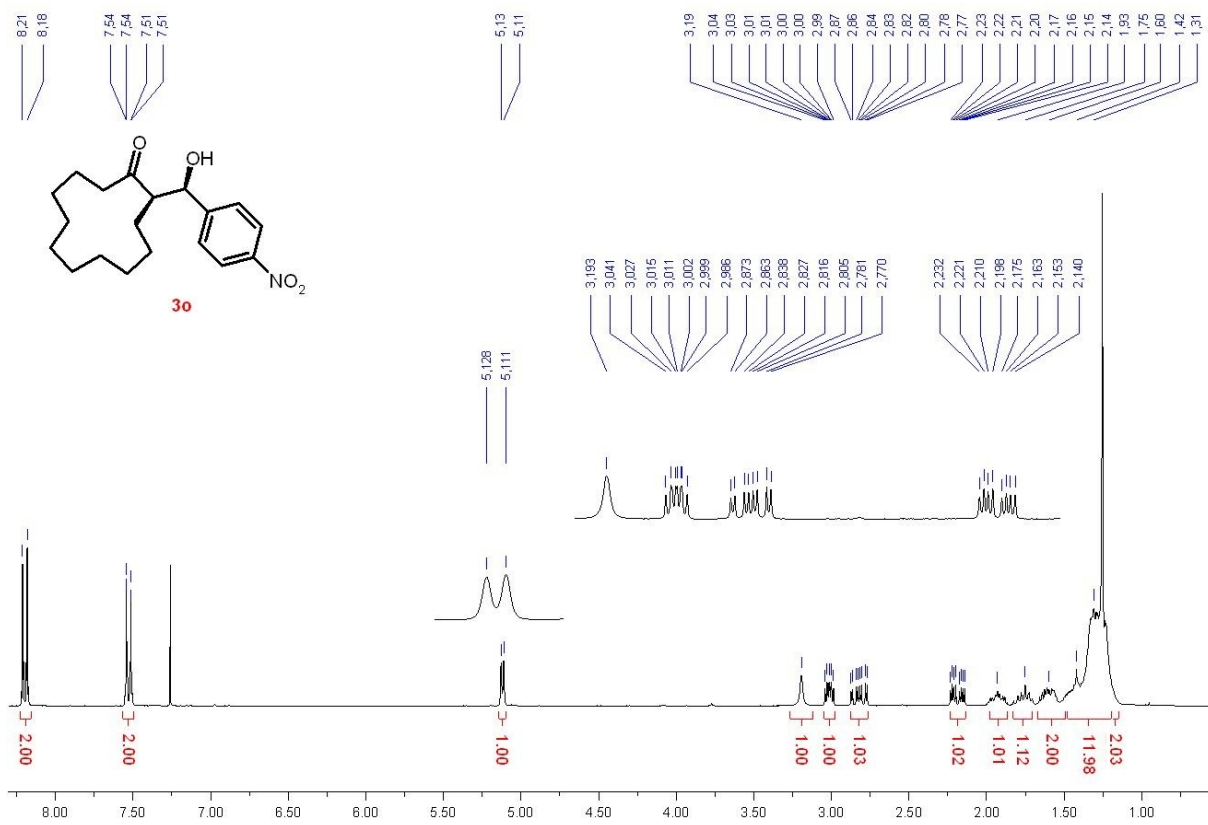 8,21 8,18 7,54 7,54 7,51 7,51 5,13 5,11 3,19 3,04 3,03 3,01 3,01 3,00 3,00 2,99 2,87 2,86 2,84 2,83 2,82 2,80 2,78 2,77 2,23 2,22 2,21 2,20 2,17 2,16 2,15 2,14 1,93 1,75 1,60 1,42 1,31
O
OH
NO2
3o
3,193 3,041 3,027 3,015 3,011 3,002 2,999 2,986 2,873 2,863 2,838 2,827 2,816 2,805 2,781 2,770 2,232 2,221 2,210 2,198 2,175 2,163 2,153 2,140
5,128 5,111
2.00 2.00 1.00 1.00 1.00 1.03 1.02 1.01 1.12 2.00 11.98 2.03
8.00 7.50 7.00 6.50 6.00 5.50 5.00 4.50 4.00 3.50 3.00 2.50 2.00 1.50 1.00